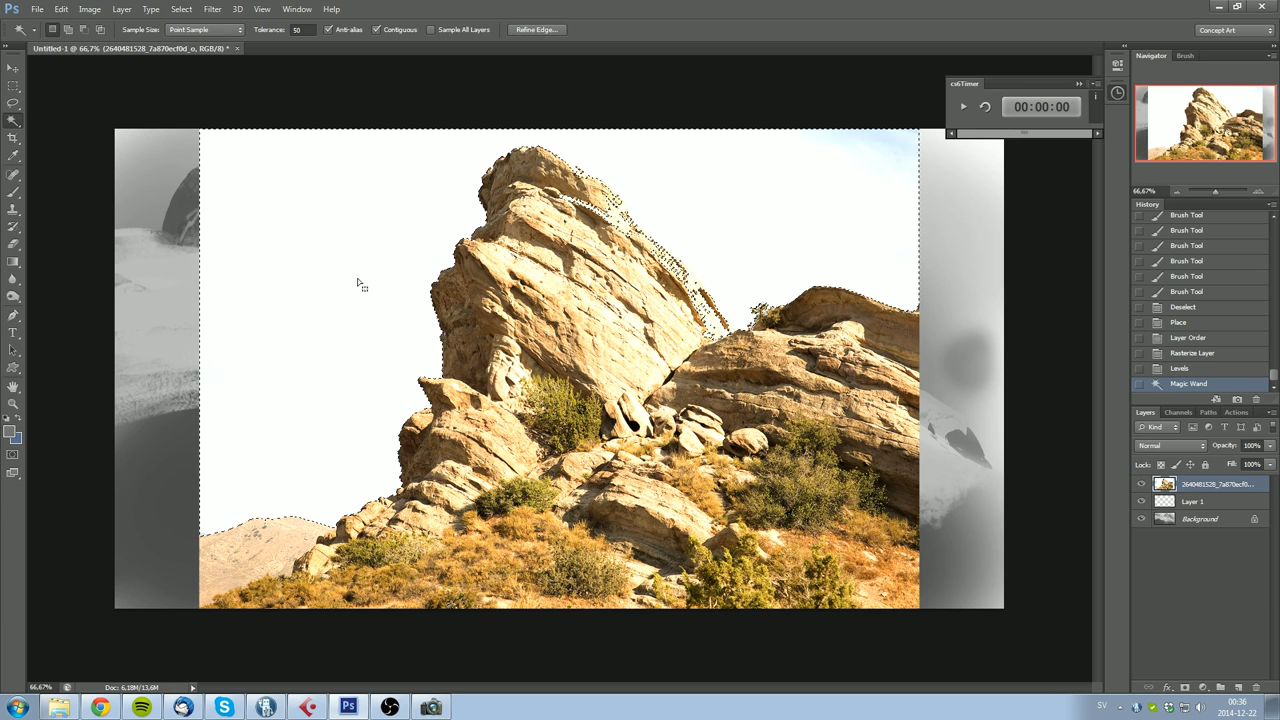 Ps File Edit Image Layer Type Select Filter 3D View Window Help
Sample Size: Point Sample Tolerance: 50 Anti-alias Contiguous Sample All Layers Refine Edge... Concept Art
Untitled-1 @ 66,7% (2640481528_7a870ecf0d_o, RGB/8) * ×
Navigator Brush
cs6Timer
00:00:00
66,67%
History
Brush Tool
Brush Tool
Brush Tool
Brush Tool
Brush Tool
Brush Tool
Deselect
Place
Layer Order
Rasterize Layer
Levels
Magic Wand
Layers Channels Paths Actions
Kind
Normal Opacity: 100%
Lock: Fill: 100%
2640481528_7a870ecf0...
Layer 1
Background
66,67% Doc: 6,18M/13,6M
Ps
SV
00:36
2014-12-22